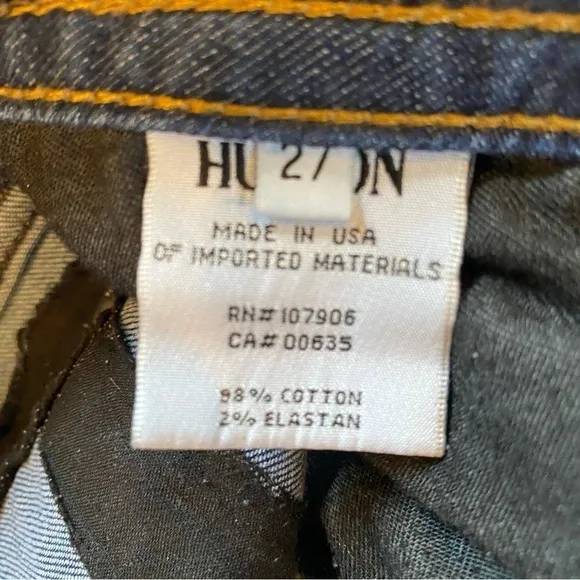 HU ON
27
MADE IN USA
OF IMPORTED MATERIALS
RN#107906
CA#00635
98% COTTON
2% ELASTAN